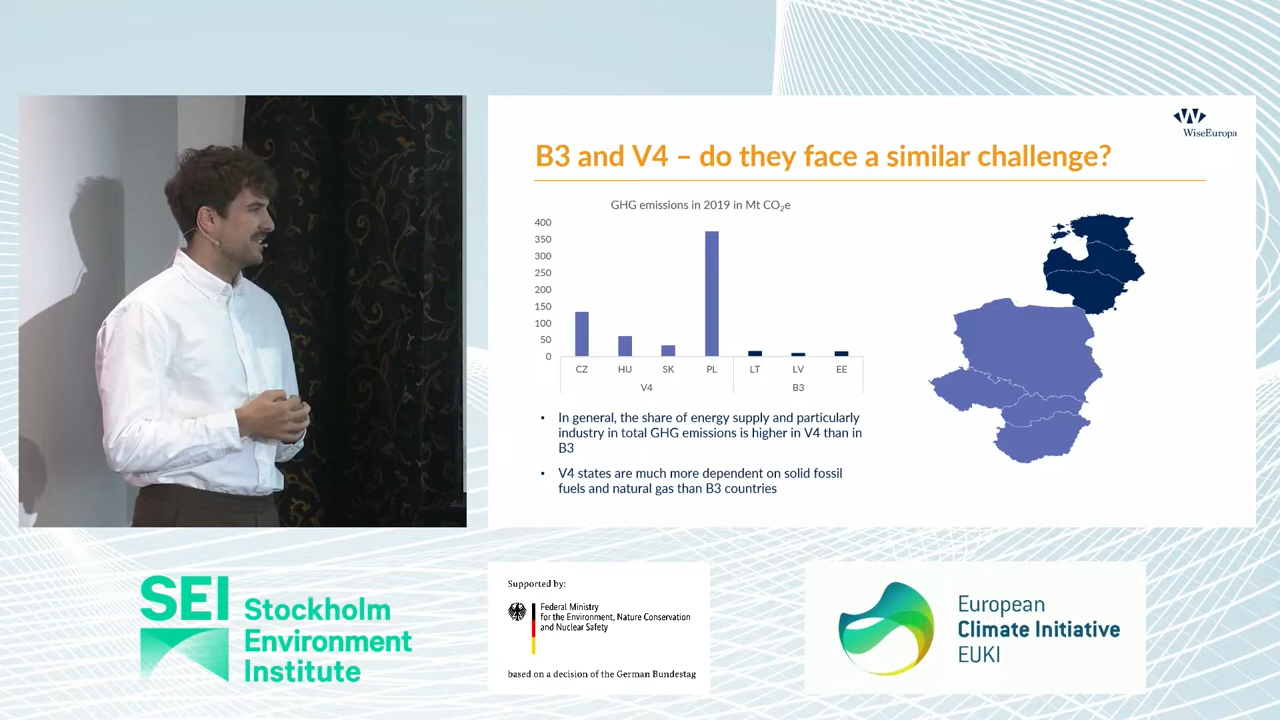 WiseEuropa
B3 and V4 – do they face a similar challenge?
GHG emissions in 2019 in Mt CO₂e
400
350
300
250
200
150
100
50
0
CZ HU SK PL LT LV EE
V4 B3
• In general, the share of energy supply and particularly
industry in total GHG emissions is higher in V4 than in
B3
• V4 states are much more dependent on solid fossil
fuels and natural gas than B3 countries
SEI Stockholm
Environment
Institute
Supported by:
Federal Ministry
for the Environment, Nature Conservation
and Nuclear Safety
based on a decision of the German Bundestag
European
Climate Initiative
EUKI